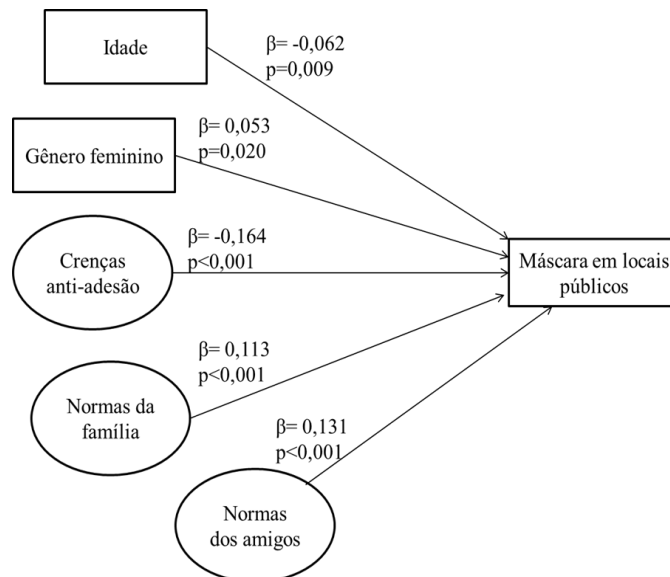 Idade
β= -0,062
p=0,009
Gênero feminino
β= 0,053
p=0,020
Crenças
anti-adesão
β= -0,164
p<0,001
Máscara em locais
públicos
Normas da
família
β= 0,113
p<0,001
Normas
dos amigos
β= 0,131
p<0,001